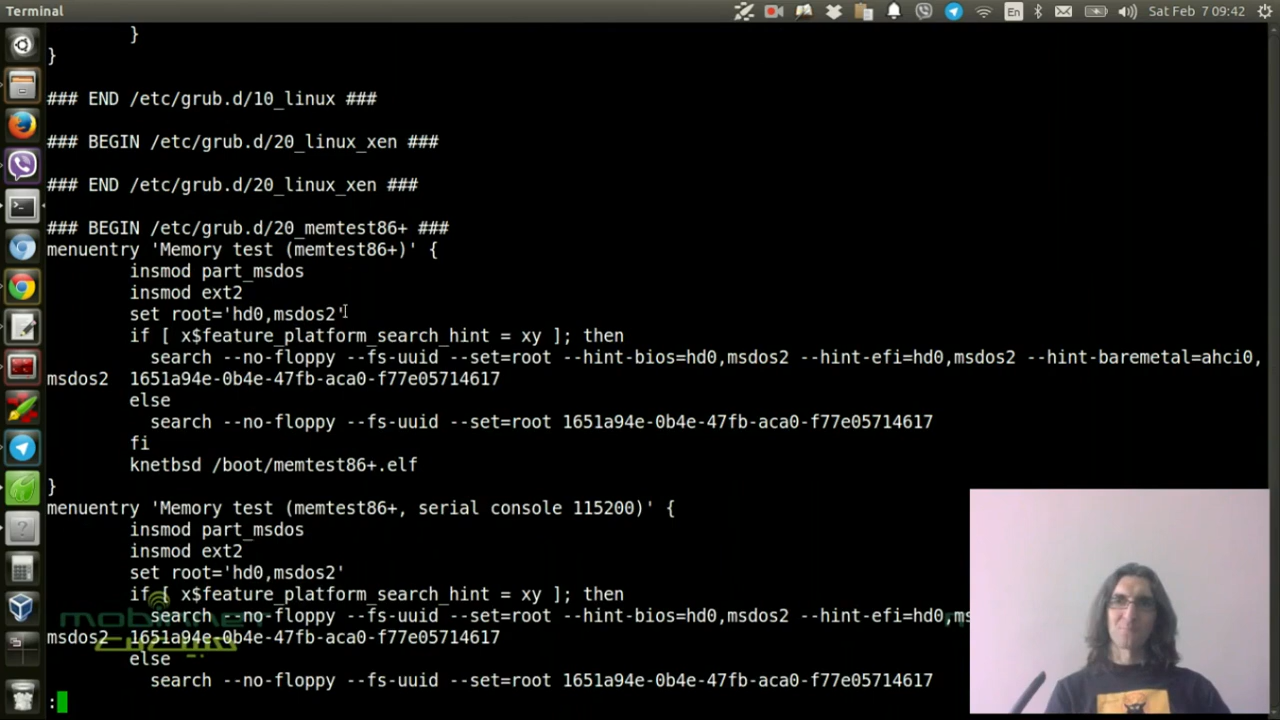 Terminal
En
Sat Feb 7 09:42
}
}
### END /etc/grub.d/10_linux ###
### BEGIN /etc/grub.d/20_linux_xen ###
### END /etc/grub.d/20_linux_xen ###
### BEGIN /etc/grub.d/20_memtest86+ ###
menuentry 'Memory test (memtest86+)' {
insmod part_msdos
insmod ext2
set root='hd0,msdos2'
if [ x$feature_platform_search_hint = xy ]; then
search --no-floppy --fs-uuid --set=root --hint-bios=hd0,msdos2 --hint-efi=hd0,msdos2 --hint-baremetal=ahci0,
msdos2  1651a94e-0b4e-47fb-aca0-f77e05714617
else
search --no-floppy --fs-uuid --set=root 1651a94e-0b4e-47fb-aca0-f77e05714617
fi
knetbsd /boot/memtest86+.elf
}
menuentry 'Memory test (memtest86+, serial console 115200)' {
insmod part_msdos
insmod ext2
set root='hd0,msdos2'
if [ x$feature_platform_search_hint = xy ]; then
search --no-floppy --fs-uuid --set=root --hint-bios=hd0,msdos2 --hint-efi=hd0,ms
msdos2  1651a94e-0b4e-47fb-aca0-f77e05714617
else
search --no-floppy --fs-uuid --set=root 1651a94e-0b4e-47fb-aca0-f77e05714617
: